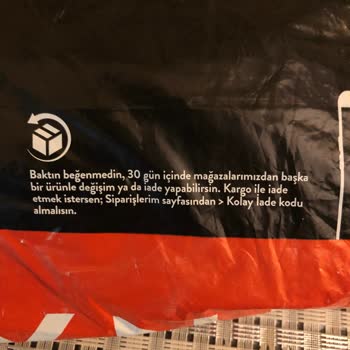 Baktın beğenmedin, 30 gün içinde mağazalarımızdan başka
bir ürünle değişim ya da iade yapabilirsin. Kargo ile iade
etmek istersen; Siparişlerim sayfasından > Kolay İade kodu
almalısın.